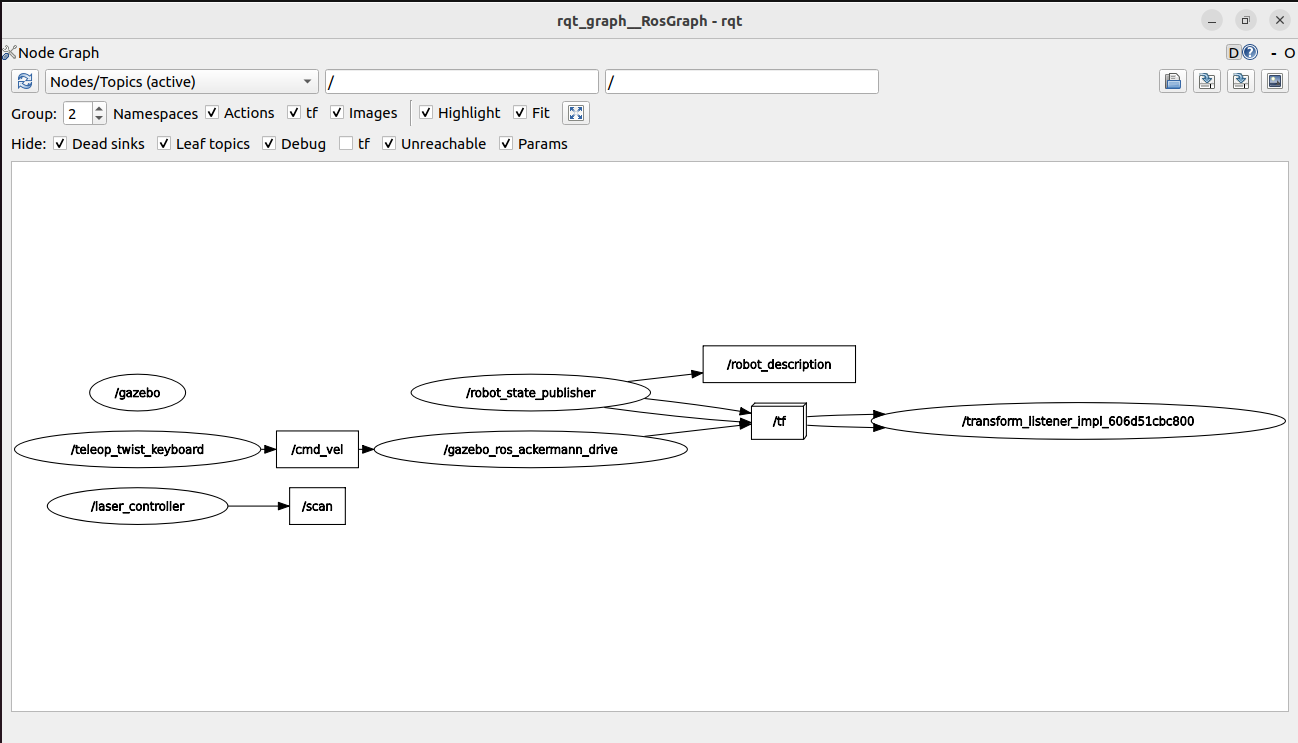 rqt_graph__RosGraph - rqt
Node Graph
D ? - O
Nodes/Topics (active) / /
Group: 2 Namespaces Actions tf Images Highlight Fit
Hide: Dead sinks Leaf topics Debug tf Unreachable Params
/robot_description
/gazebo /robot_state_publisher
/tf /transform_listener_impl_606d51cbc800
/teleop_twist_keyboard /cmd_vel /gazebo_ros_ackermann_drive
/laser_controller /scan